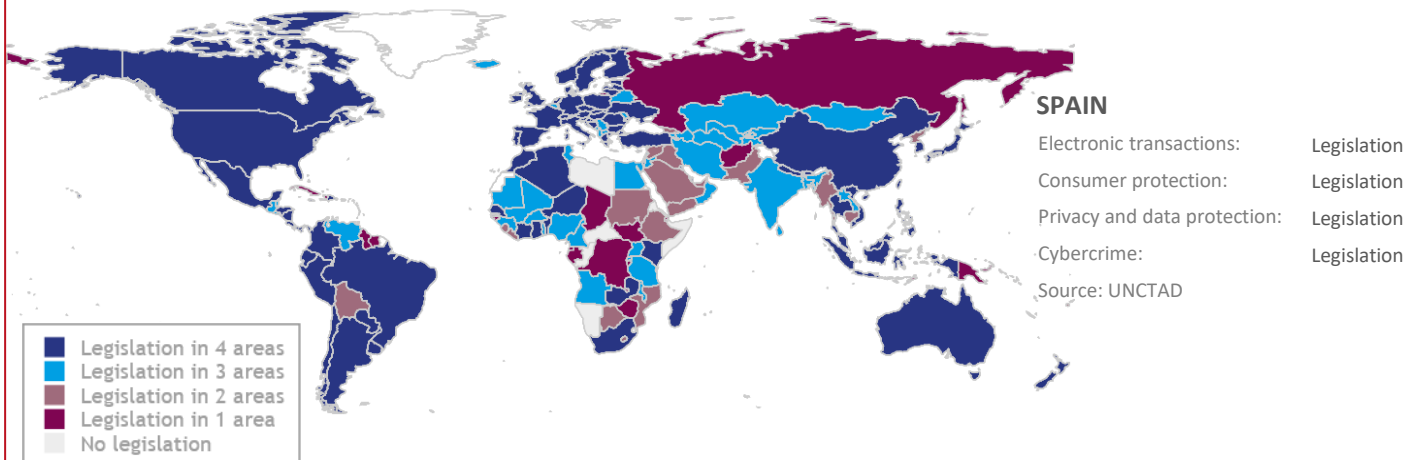 SPAIN
Electronic transactions: Legislation
Consumer protection: Legislation
Privacy and data protection: Legislation
Cybercrime: Legislation
Source: UNCTAD
Legislation in 4 areas
Legislation in 3 areas
Legislation in 2 areas
Legislation in 1 area
No legislation